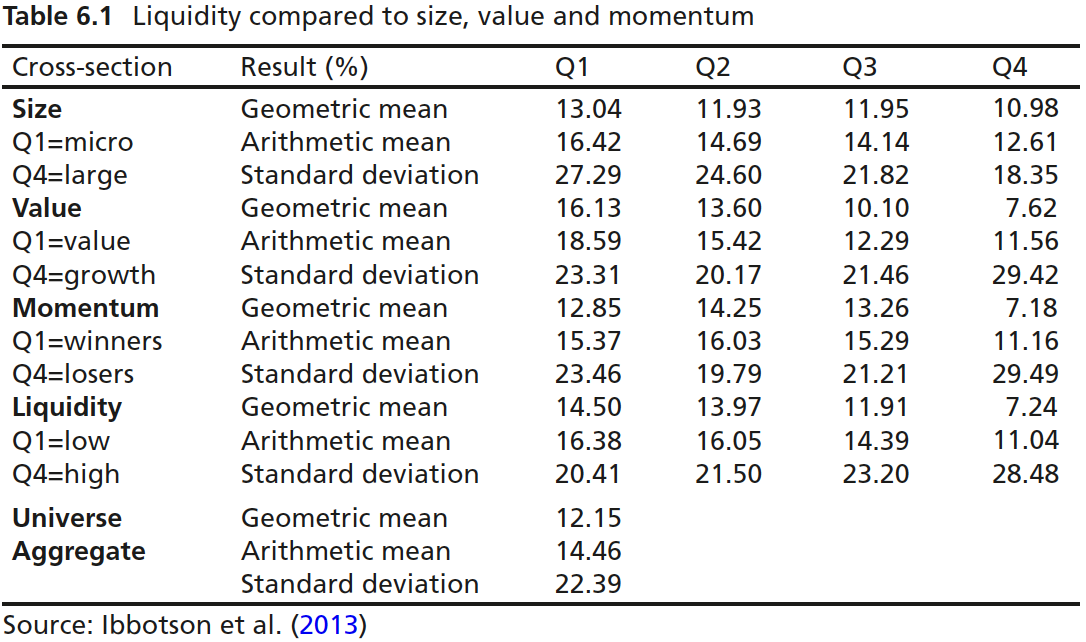 Table 6.1 Liquidity compared to size, value and momentum
Cross-section Result (%) Q1 Q2 Q3 Q4
Size Geometric mean 13.04 11.93 11.95 10.98
Q1=micro Arithmetic mean 16.42 14.69 14.14 12.61
Q4=large Standard deviation 27.29 24.60 21.82 18.35
Value Geometric mean 16.13 13.60 10.10 7.62
Q1=value Arithmetic mean 18.59 15.42 12.29 11.56
Q4=growth Standard deviation 23.31 20.17 21.46 29.42
Momentum Geometric mean 12.85 14.25 13.26 7.18
Q1=winners Arithmetic mean 15.37 16.03 15.29 11.16
Q4=losers Standard deviation 23.46 19.79 21.21 29.49
Liquidity Geometric mean 14.50 13.97 11.91 7.24
Q1=low Arithmetic mean 16.38 16.05 14.39 11.04
Q4=high Standard deviation 20.41 21.50 23.20 28.48
Universe Geometric mean 12.15
Aggregate Arithmetic mean 14.46
Standard deviation 22.39
Source: Ibbotson et al. (2013)